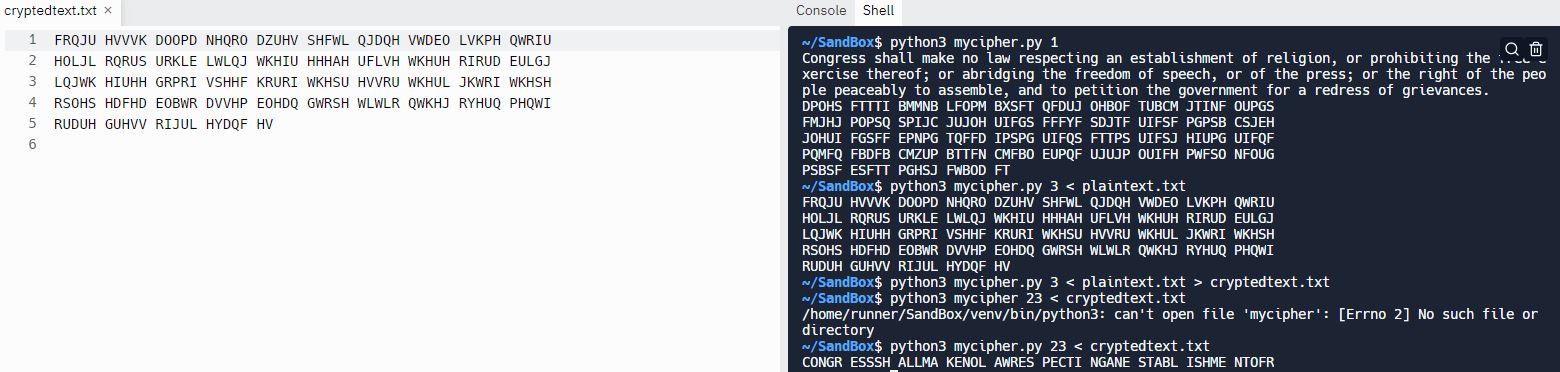 cryptedtext.txt ×
1 FRQJU HVVVK DOOPD NHQRO DZUHV SHFWL QJDQH VWDEO LVKPH QWRIU
2 HOLJL RQRUS URKLE LWLQJ WKHIU HHHAH UFLVH WKHUH RIRUD EULGJ
3 LQJWK HIUHH GRPRI VSHHF KRURI WKHSU HVVRU WKHUL JKWRI WKHSH
4 RSOHS HDFHD EOBWR DVVHP EOHDQ GWRSH WLWLR QWKHJ RYHUQ PHQWI
5 RUDUH GUHVV RIJUL HYDQF HV
6
Console Shell
~/SandBox$ python3 mycipher.py 1
Congress shall make no law respecting an establishment of religion, or prohibiting the free e
xercise thereof; or abridging the freedom of speech, or of the press; or the right of the peo
ple peaceably to assemble, and to petition the government for a redress of grievances.
DPOHS FTTTI BMMNB LFOPM BXSFT QFDUJ OHBOF TUBCM JTINF OUPGS
FMJHJ POPSQ SPIJC JUJOH UIFGS FFFYF SDJTF UIFSF PGPSB CSJEH
JOHUI FGSFF EPNPG TQFFD IPSPG UIFQS FTTPS UIFSJ HIUPG UIFQF
PQMFQ FBDFB CMZUP BTTFN CMFBO EUPQF UJUJP OUIFH PWFSO NFOUG
PSBSF ESFTT PGHSJ FWBOD FT
~/SandBox$ python3 mycipher.py 3 < plaintext.txt
FRQJU HVVVK DOOPD NHQRO DZUHV SHFWL QJDQH VWDEO LVKPH QWRIU
HOLJL RQRUS URKLE LWLQJ WKHIU HHHAH UFLVH WKHUH RIRUD EULGJ
LQJWK HIUHH GRPRI VSHHF KRURI WKHSU HVVRU WKHUL JKWRI WKHSH
RSOHS HDFHD EOBWR DVVHP EOHDQ GWRSH WLWLR QWKHJ RYHUQ PHQWI
RUDUH GUHVV RIJUL HYDQF HV
~/SandBox$ python3 mycipher.py 3 < plaintext.txt > cryptedtext.txt
~/SandBox$ python3 mycipher 23 < cryptedtext.txt
/home/runner/SandBox/venv/bin/python3: can't open file 'mycipher': [Errno 2] No such file or
directory
~/SandBox$ python3 mycipher.py 23 < cryptedtext.txt
CONGR ESSSH ALLMA KENOL AWRES PECTI NGANE STABL ISHME NTOFR